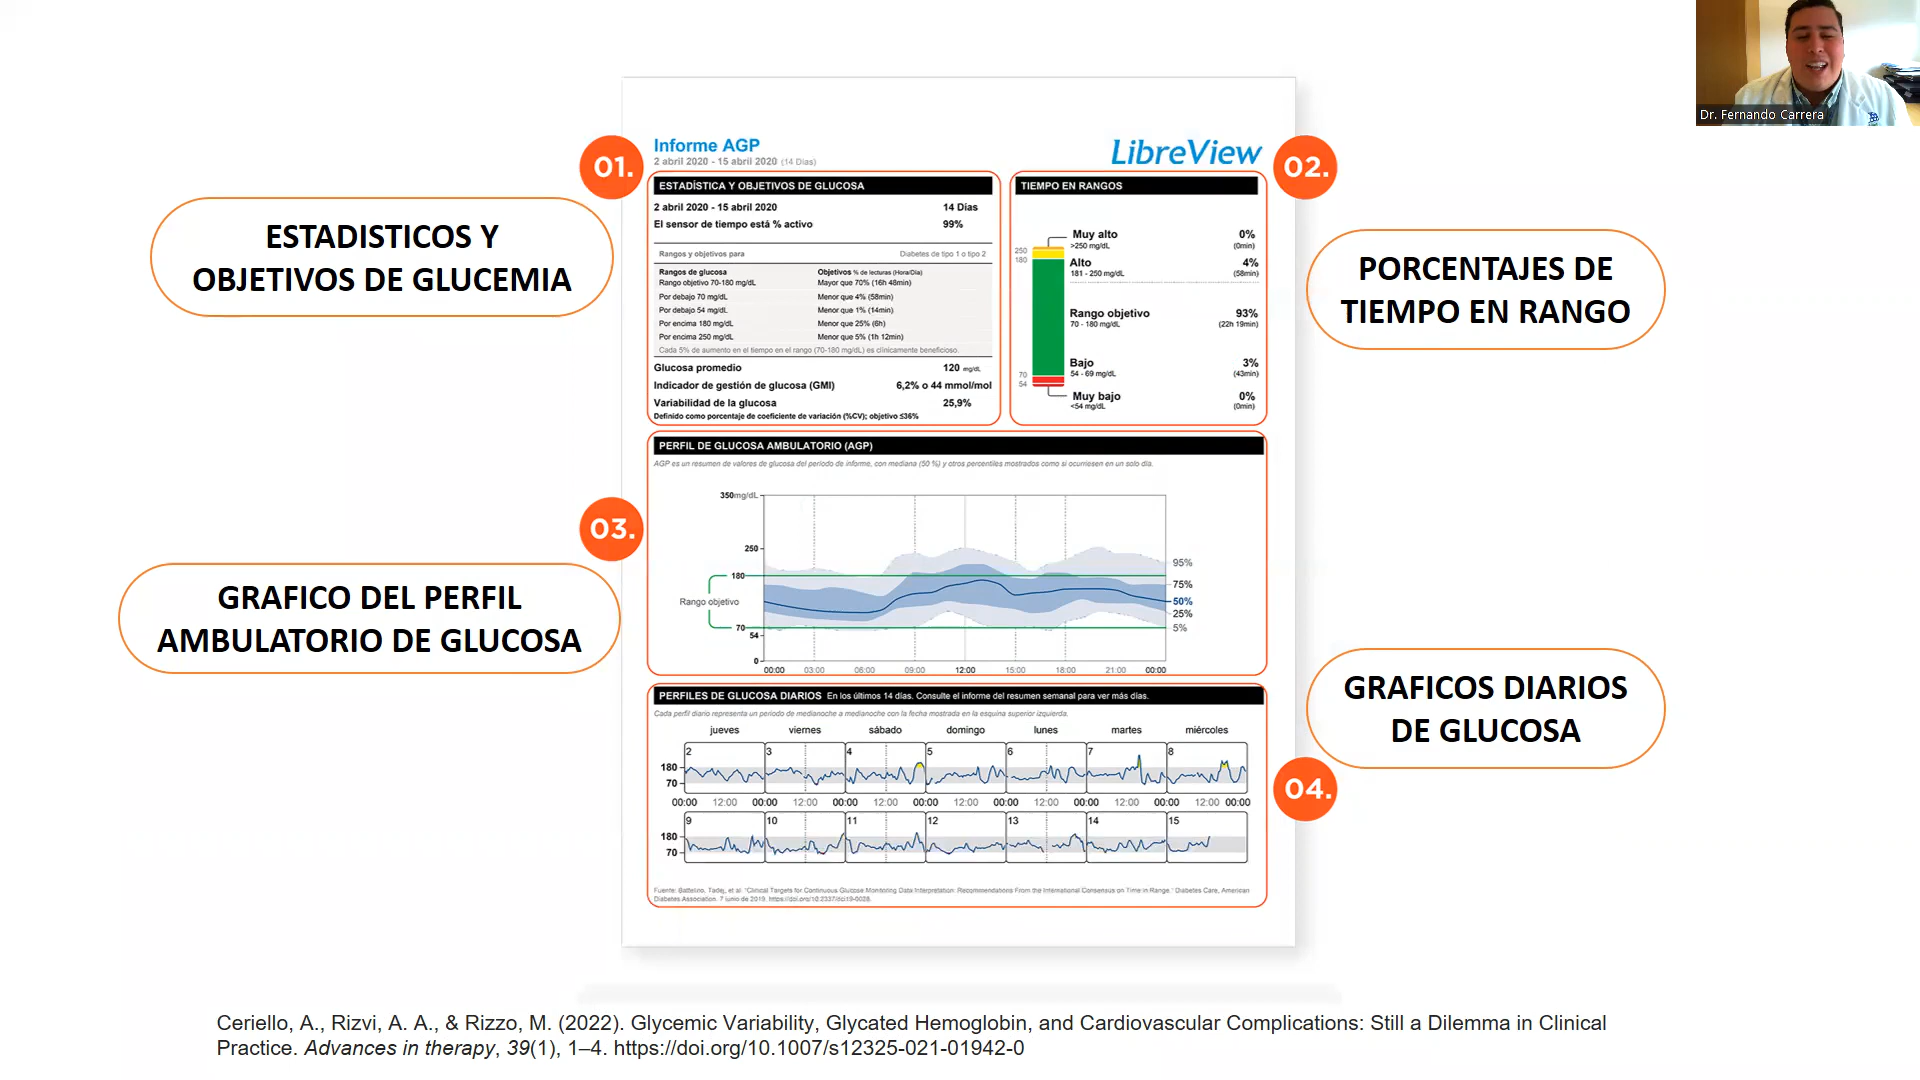 Dr. Fernando Carrera
01.
Informe AGP
2 abril 2020 - 15 abril 2020 (14 Días)
LibreView
02.
ESTADISTICOS Y
OBJETIVOS DE GLUCEMIA
ESTADÍSTICA Y OBJETIVOS DE GLUCOSA
2 abril 2020 - 15 abril 2020 14 Días
El sensor de tiempo está % activo 99%
Rangos y objetivos para Diabetes de tipo 1 o tipo 2
Rangos de glucosa Objetivos % de lecturas (Hora/Día)
Rango objetivo 70-180 mg/dL Mayor que 70% (16h 48min)
Por debajo 70 mg/dL Menor que 4% (58min)
Por debajo 54 mg/dL Menor que 1% (14min)
Por encima 180 mg/dL Menor que 25% (6h)
Por encima 250 mg/dL Menor que 5% (1h 12min)
Cada 5% de aumento en el tiempo en el rango (70-180 mg/dL) es clínicamente beneficioso.
Glucosa promedio 120 mg/dL
Indicador de gestión de glucosa (GMI) 6,2% o 44 mmol/mol
Variabilidad de la glucosa 25,9%
Definido como porcentaje de coeficiente de variación (%CV); objetivo ≤36%
TIEMPO EN RANGOS
Muy alto 0%
>250 mg/dL (0min)
250
180
Alto 4%
181 - 250 mg/dL (58min)
Rango objetivo 93%
70 - 180 mg/dL (22h 19min)
Bajo 3%
54 - 69 mg/dL (43min)
70
54
Muy bajo 0%
<54 mg/dL (0min)
PORCENTAJES DE
TIEMPO EN RANGO
03.
GRAFICO DEL PERFIL
AMBULATORIO DE GLUCOSA
PERFIL DE GLUCOSA AMBULATORIO (AGP)
AGP es un resumen de valores de glucosa del periodo de informe, con mediana (50 %) y otros percentiles mostrados como si ocurriesen en un solo día.
350mg/dL
250
180
Rango objetivo
70
54
0
95%
75%
50%
25%
5%
00:00 03:00 06:00 09:00 12:00 15:00 18:00 21:00 00:00
PERFILES DE GLUCOSA DIARIOS En los últimos 14 días. Consulte el informe del resumen semanal para ver más días.
Cada perfil diario representa un periodo de medianoche a medianoche con la fecha mostrada en la esquina superior izquierda.
jueves viernes sábado domingo lunes martes miércoles
2 3 4 5 6 7 8
180
70
00:00 12:00 00:00 12:00 00:00 12:00 00:00 12:00 00:00 12:00 00:00 12:00 00:00 12:00 00:00
9 10 11 12 13 14 15
180
70
Fuente: Battelino, Tadej, et al. "Clinical Targets for Continuous Glucose Monitoring Data Interpretation: Recommendations From the International Consensus on Time in Range." Diabetes Care, American
Diabetes Association. 7 junio de 2019. https://doi.org/10.2337/dci19-0028.
GRAFICOS DIARIOS
DE GLUCOSA
04.
Ceriello, A., Rizvi, A. A., & Rizzo, M. (2022). Glycemic Variability, Glycated Hemoglobin, and Cardiovascular Complications: Still a Dilemma in Clinical
Practice. Advances in therapy, 39(1), 1–4. https://doi.org/10.1007/s12325-021-01942-0